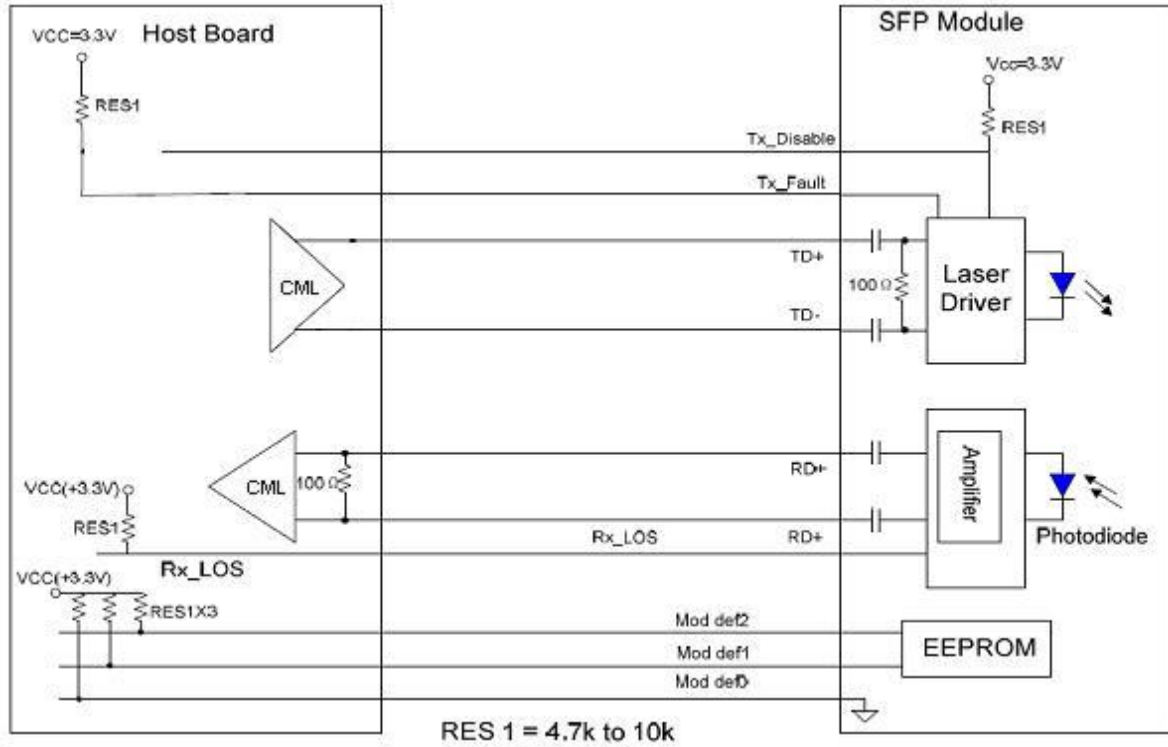 Host Board
SFP Module
VCC=3.3V
RES1
Vcc=3.3V
RES1
Tx_Disable
Tx_Fault
CML
TD+
TD-
100 Ω
Laser
Driver
CML
100 Ω
RD+
RD+
Amplifier
Photodiode
VCC(+3.3V)
RES1
Rx_LOS
Rx_LOS
VCC(+3.3V)
RES1X3
Mod def2
Mod def1
Mod def0
EEPROM
RES 1 = 4.7k to 10k